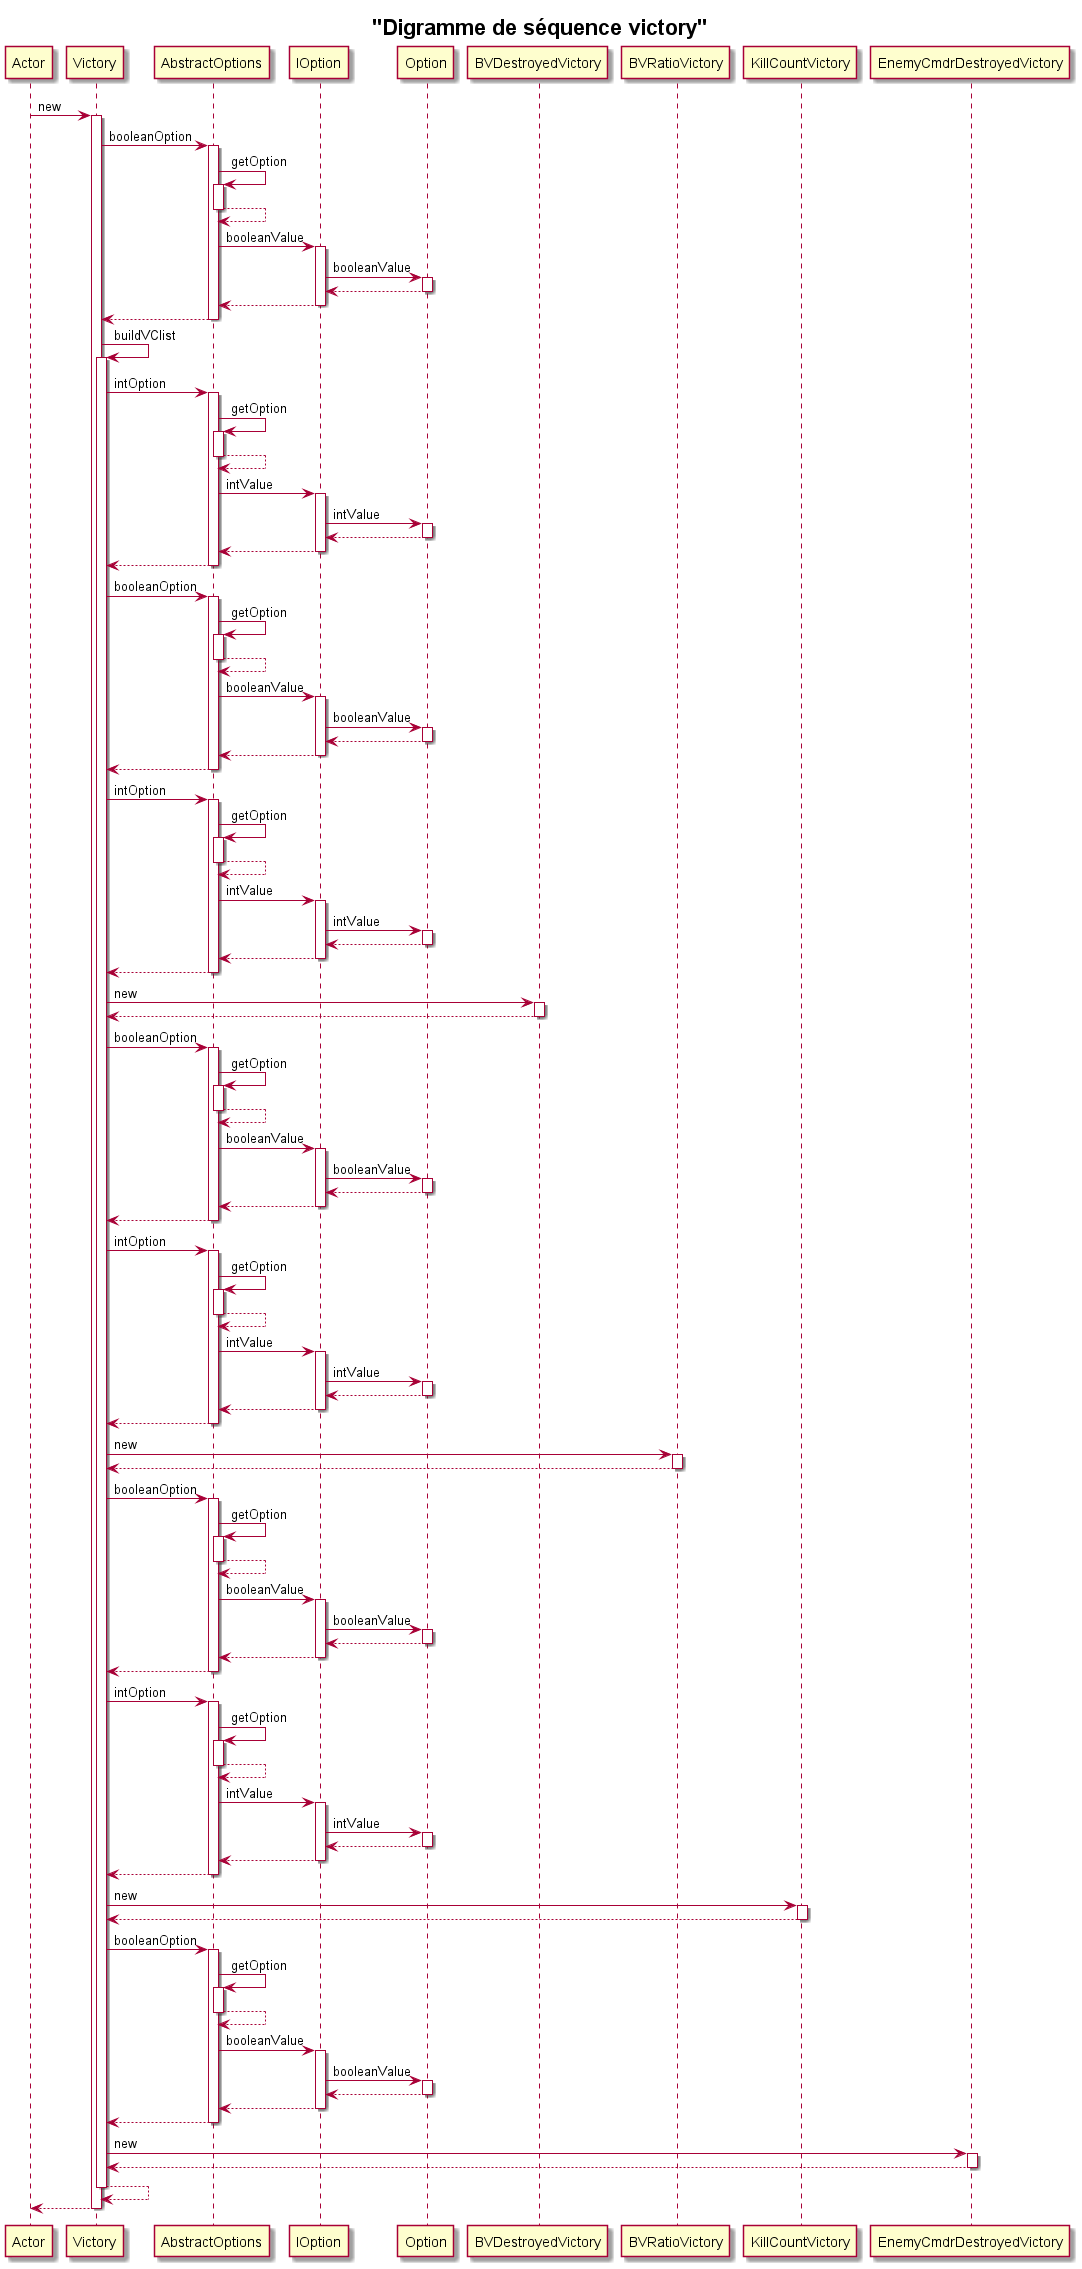 "Digramme de séquence victory"
Actor
Victory
AbstractOptions
IOption
Option
BVDestroyedVictory
BVRatioVictory
KillCountVictory
EnemyCmdrDestroyedVictory
new
booleanOption
getOption
booleanValue
booleanValue
buildVClist
intOption
getOption
intValue
intValue
booleanOption
getOption
booleanValue
booleanValue
intOption
getOption
intValue
intValue
new
booleanOption
getOption
booleanValue
booleanValue
intOption
getOption
intValue
intValue
new
booleanOption
getOption
booleanValue
booleanValue
intOption
getOption
intValue
intValue
new
booleanOption
getOption
booleanValue
booleanValue
new
Actor
Victory
AbstractOptions
IOption
Option
BVDestroyedVictory
BVRatioVictory
KillCountVictory
EnemyCmdrDestroyedVictory